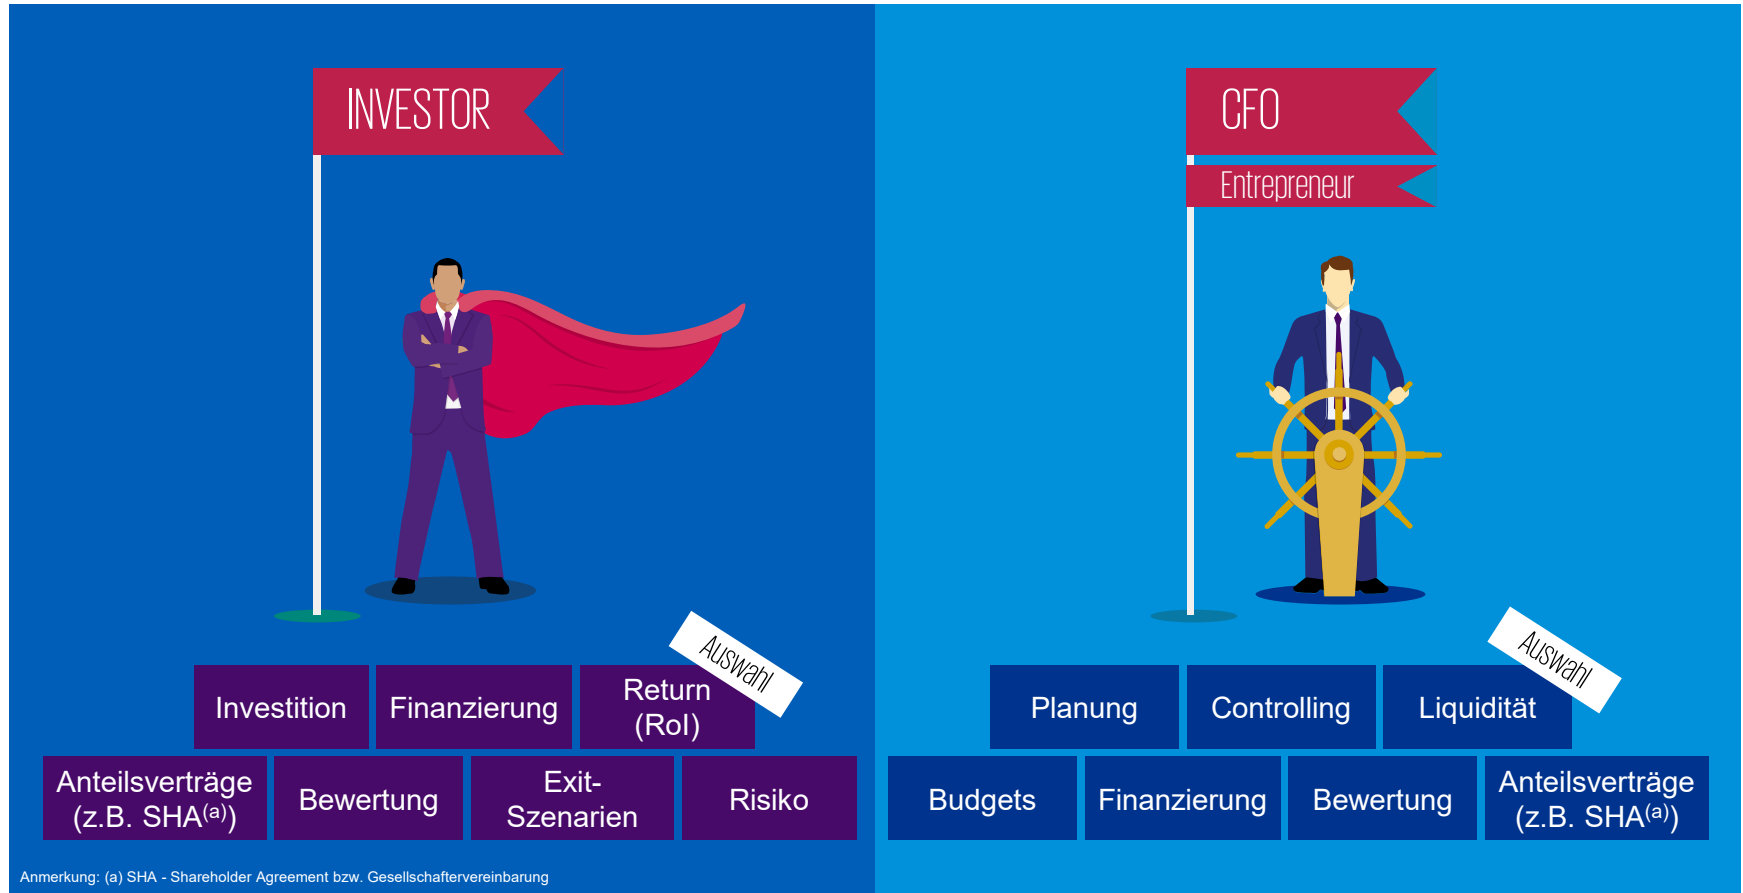 INVESTOR
Auswahl
Investition
Finanzierung
Return
(RoI)
Anteilsverträge
(z.B. SHA(a))
Bewertung
Exit-
Szenarien
Risiko
Anmerkung: (a) SHA - Shareholder Agreement bzw. Gesellschaftervereinbarung
CFO
Entrepreneur
Auswahl
Planung
Controlling
Liquidität
Budgets
Finanzierung
Bewertung
Anteilsverträge
(z.B. SHA(a))